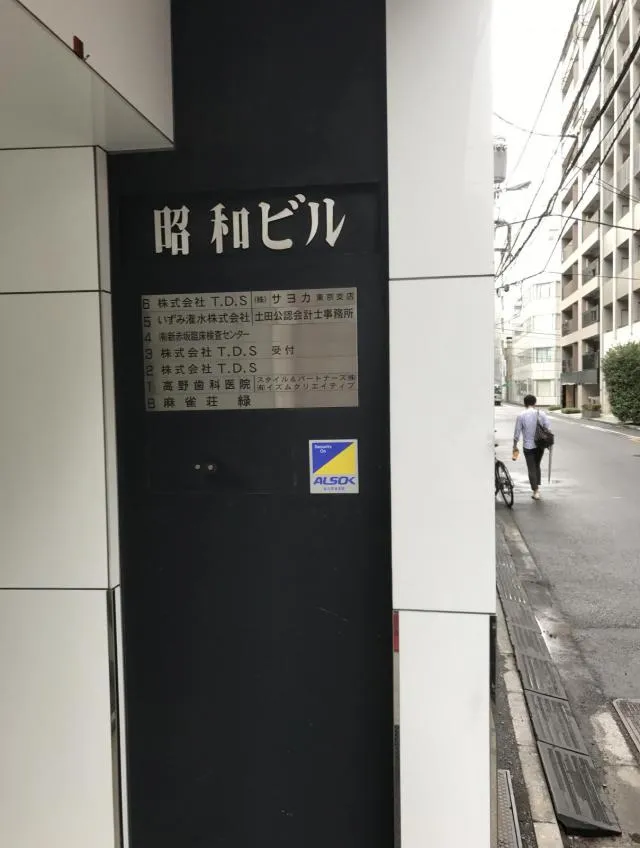 昭和ビル
6 株式会社 T.D.S (株) サヨカ 東京支店
5 いずみ灌水株式会社 土田公認会計士事務所
4 ㈲新赤坂臨床検査センター
3 株式会社 T.D.S 受付
2 株式会社 T.D.S
1 高野歯科医院 スタイル&パートナーズ㈱
㈲イズムクリエイティブ
B 麻雀荘 緑
Security
On
ALSOK